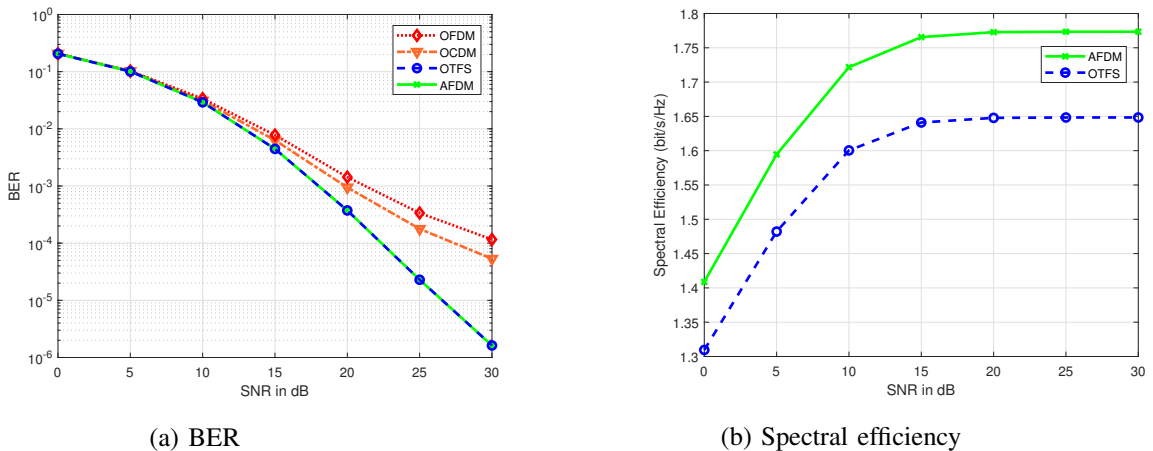 10^0
10^-1
10^-2
10^-3
10^-4
10^-5
10^-6
BER
0 5 10 15 20 25 30
SNR in dB
OFDM
OCDM
OTFS
AFDM
(a) BER
1.8
1.75
1.7
1.65
1.6
1.55
1.5
1.45
1.4
1.35
1.3
Spectral Efficiency (bit/s/Hz)
0 5 10 15 20 25 30
SNR in dB
AFDM
OTFS
(b) Spectral efficiency